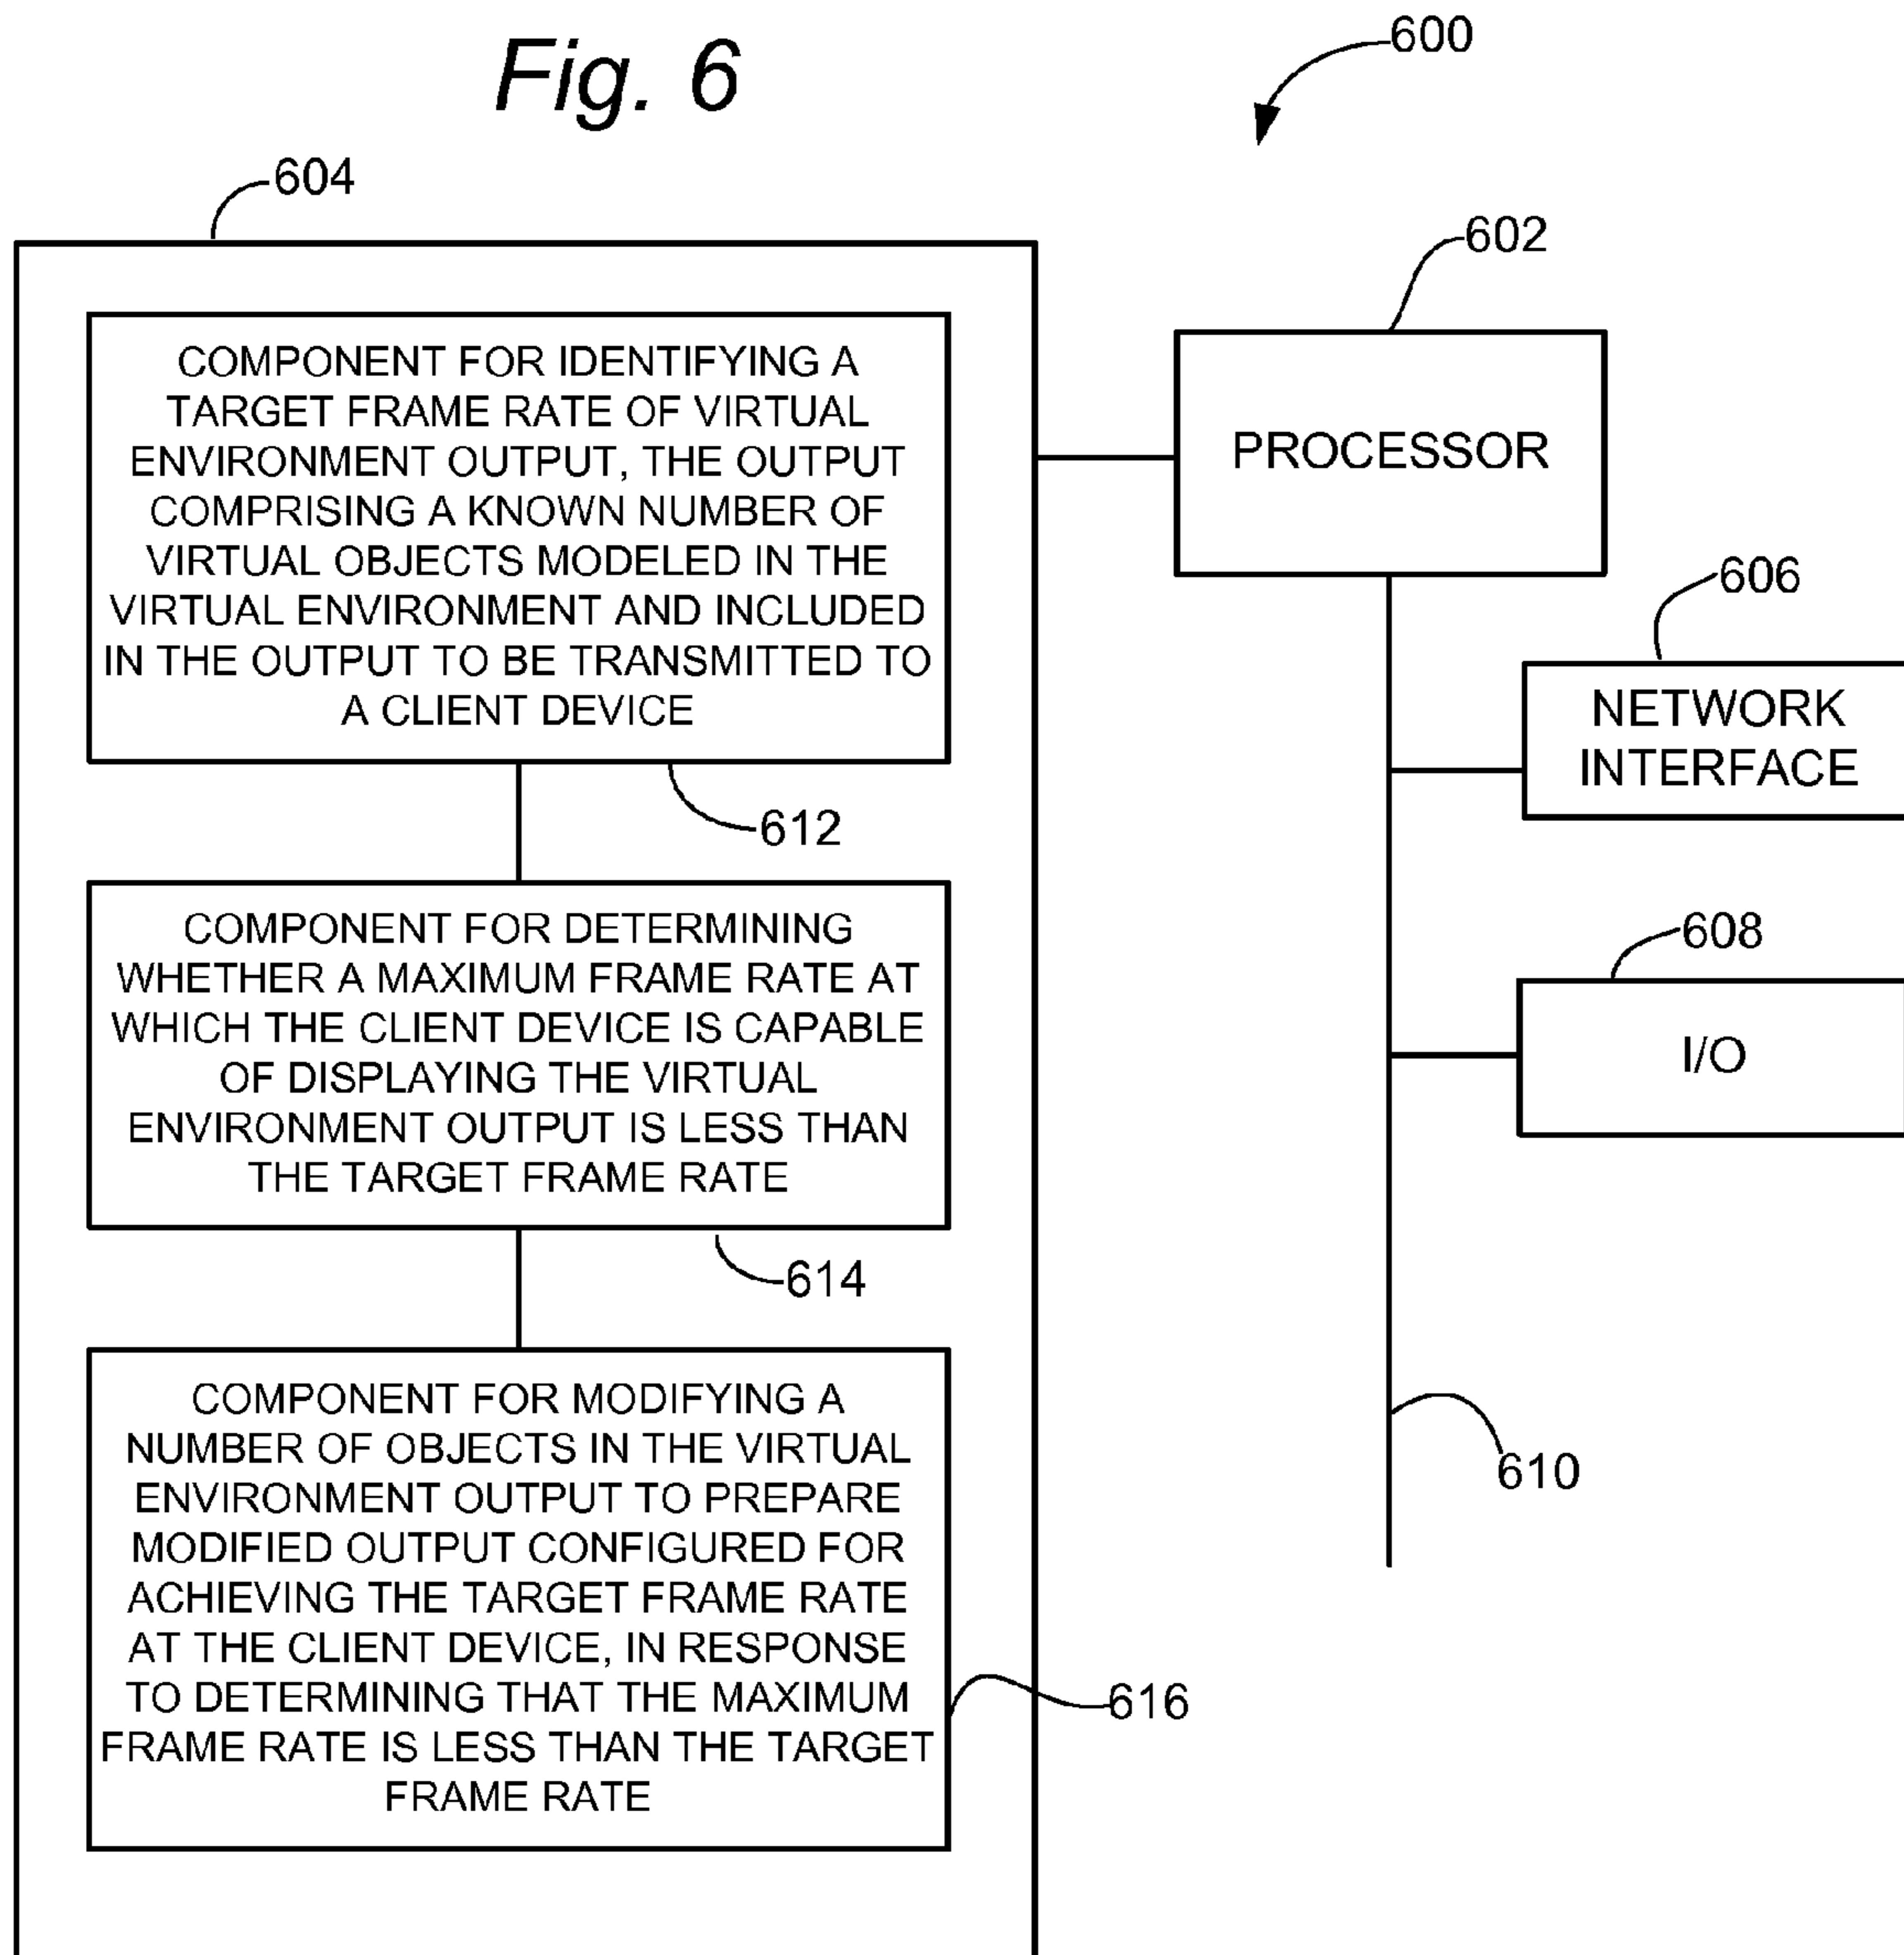 Fig. 6
600
604
COMPONENT FOR IDENTIFYING A
TARGET FRAME RATE OF VIRTUAL
ENVIRONMENT OUTPUT, THE OUTPUT
COMPRISING A KNOWN NUMBER OF
VIRTUAL OBJECTS MODELED IN THE
VIRTUAL ENVIRONMENT AND INCLUDED
IN THE OUTPUT TO BE TRANSMITTED TO
A CLIENT DEVICE
612
COMPONENT FOR DETERMINING
WHETHER A MAXIMUM FRAME RATE AT
WHICH THE CLIENT DEVICE IS CAPABLE
OF DISPLAYING THE VIRTUAL
ENVIRONMENT OUTPUT IS LESS THAN
THE TARGET FRAME RATE
614
COMPONENT FOR MODIFYING A
NUMBER OF OBJECTS IN THE VIRTUAL
ENVIRONMENT OUTPUT TO PREPARE
MODIFIED OUTPUT CONFIGURED FOR
ACHIEVING THE TARGET FRAME RATE
AT THE CLIENT DEVICE, IN RESPONSE
TO DETERMINING THAT THE MAXIMUM
FRAME RATE IS LESS THAN THE TARGET
FRAME RATE
616
602
PROCESSOR
606
NETWORK
INTERFACE
608
I/O
610